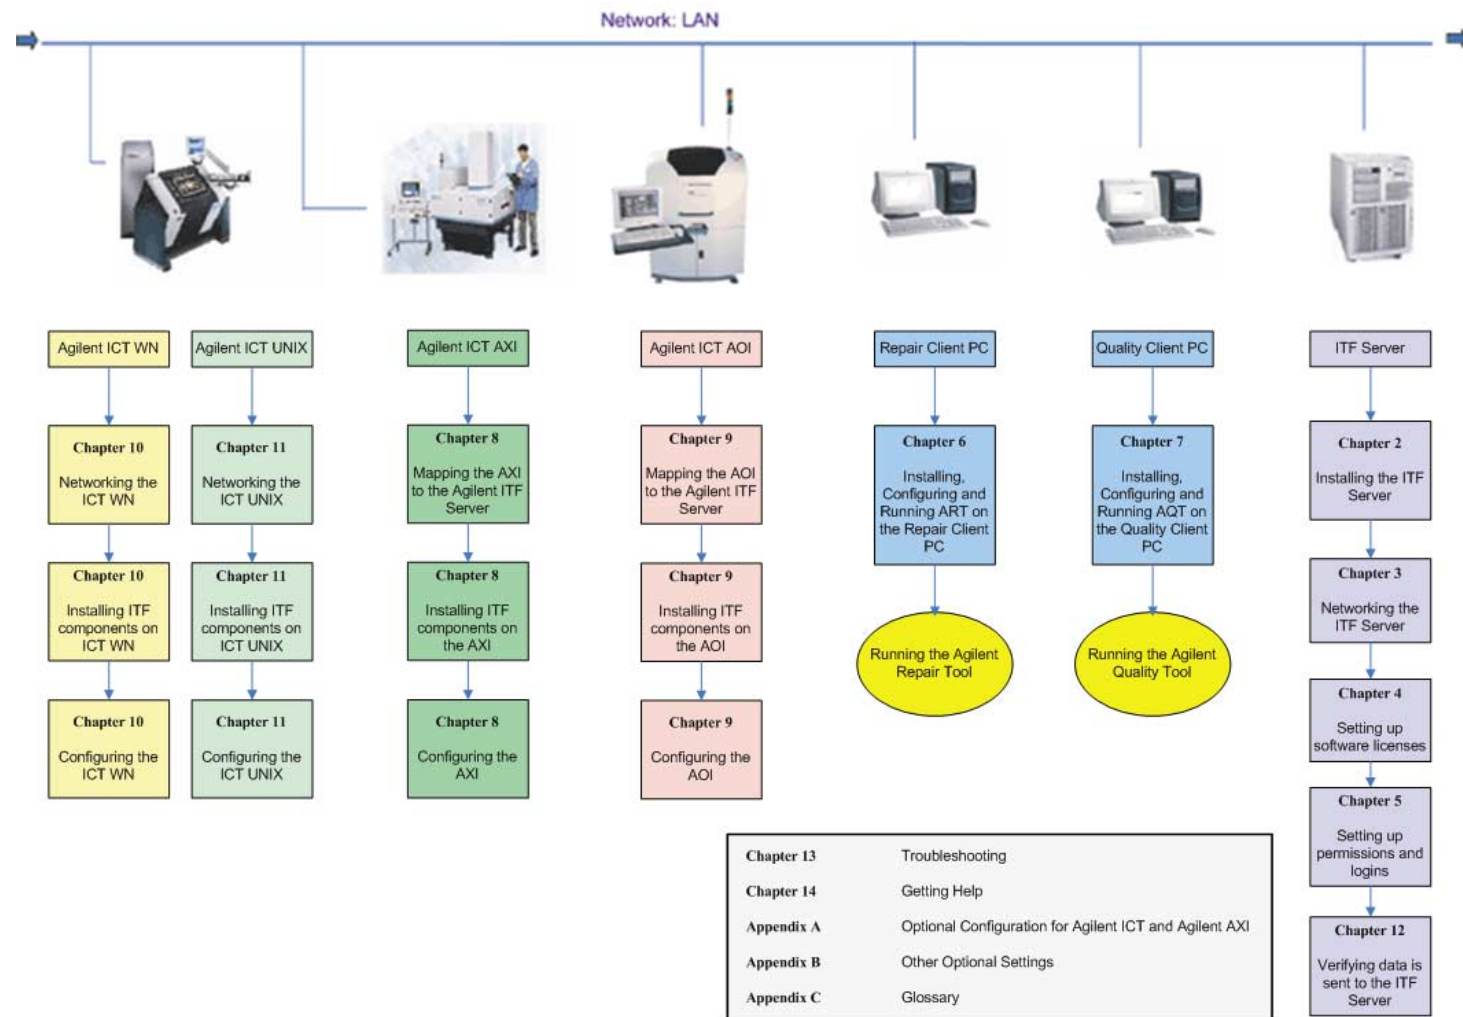 Network: LAN
Agilent ICT WN
Agilent ICT UNIX
Agilent ICT AXI
Agilent ICT AOI
Repair Client PC
Quality Client PC
ITF Server
Chapter 10
Networking the
ICT WN
Chapter 11
Networking the
ICT UNIX
Chapter 8
Mapping the AXI
to the Agilent ITF
Server
Chapter 9
Mapping the AOI
to the Agilent ITF
Server
Chapter 6
Installing,
Configuring and
Running ART on
the Repair Client
PC
Chapter 7
Installing,
Configuring and
Running AQT on
the Quality Client
PC
Chapter 2
Installing the ITF
Server
Chapter 10
Installing ITF
components on
ICT WN
Chapter 11
Installing ITF
components on
ICT UNIX
Chapter 8
Installing ITF
components on
the AXI
Chapter 9
Installing ITF
components on
the AOI
Running the Agilent
Repair Tool
Running the Agilent
Quality Tool
Chapter 3
Networking the
ITF Server
Chapter 10
Configuring the
ICT WN
Chapter 11
Configuring the
ICT UNIX
Chapter 8
Configuring the
AXI
Chapter 9
Configuring the
AOI
Chapter 4
Setting up
software licenses
Chapter 5
Setting up
permissions and
logins
Chapter 12
Verifying data is
sent to the ITF
Server
Chapter 13 Troubleshooting
Chapter 14 Getting Help
Appendix A Optional Configuration for Agilent ICT and Agilent AXI
Appendix B Other Optional Settings
Appendix C Glossary